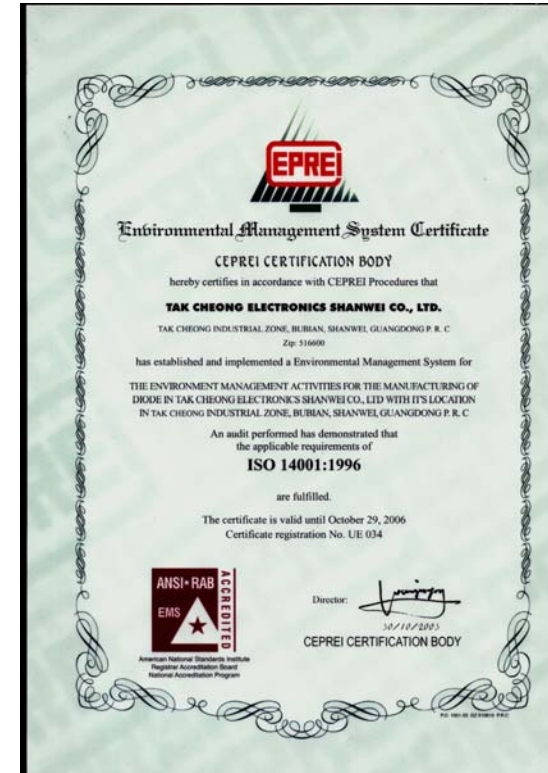 EPREI
Environmental Management System Certificate
CEPREI CERTIFICATION BODY
hereby certifies in accordance with CEPREI Procedures that
TAK CHEONG ELECTRONICS SHANWEI CO., LTD.
TAK CHEONG INDUSTRIAL ZONE, BUBIAN, SHANWEI, GUANGDONG P. R. C
Zip: 516600
has established and implemented a Environmental Management System for
THE ENVIRONMENT MANAGEMENT ACTIVITIES FOR THE MANUFACTURING OF
DIODE IN TAK CHEONG ELECTRONICS SHANWEI CO., LTD WITH IT'S LOCATION
IN TAK CHEONG INDUSTRIAL ZONE, BUBIAN, SHANWEI, GUANGDONG P. R. C
An audit performed has demonstrated that
the applicable requirements of
ISO 14001:1996
are fulfilled.
The certificate is valid until October 29, 2006
Certificate registration No. UE 034
ANSI•RAB
EMS
ACCREDITED
American National Standards Institute
Registrar Accreditation Board
National Accreditation Program
Director:
30/10/2003
CEPREI CERTIFICATION BODY